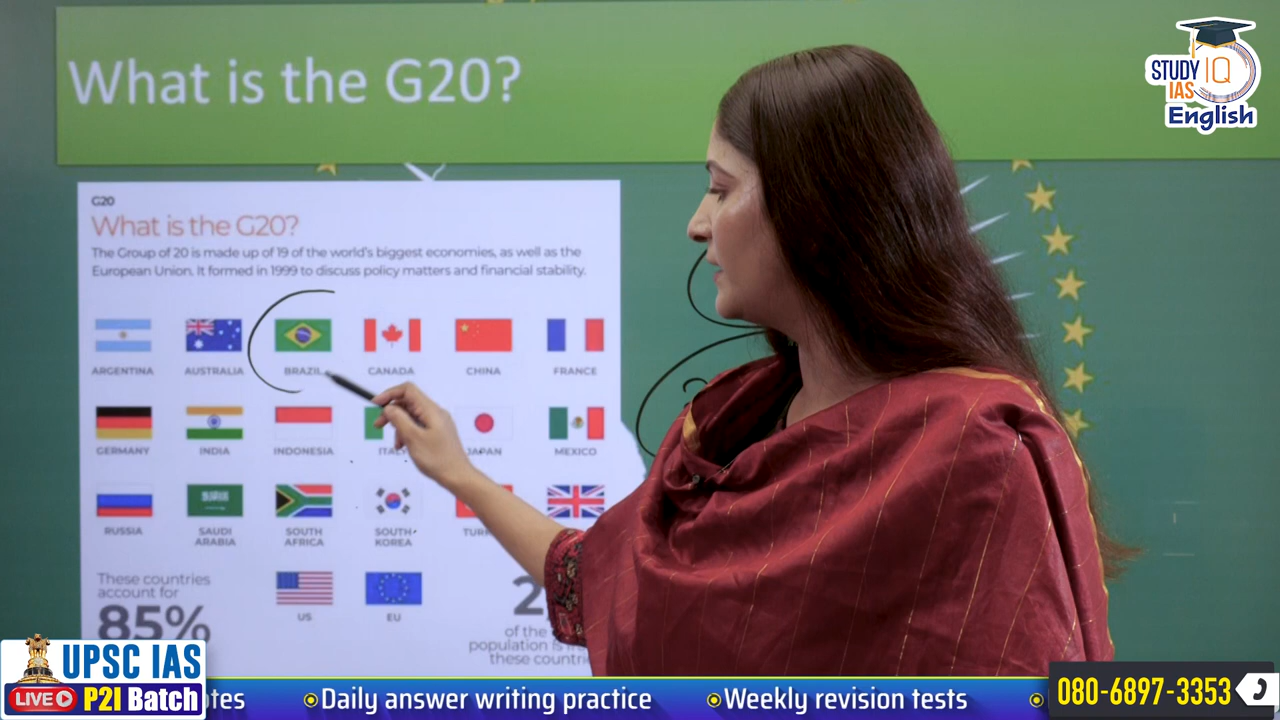 What is the G20?
STUDY IQ
IAS
English
G20
What is the G20?
The Group of 20 is made up of 19 of the world's biggest economies, as well as the
European Union. It formed in 1999 to discuss policy matters and financial stability.
ARGENTINA AUSTRALIA BRAZIL CANADA CHINA FRANCE
GERMANY INDIA INDONESIA ITALY JAPAN MEXICO
RUSSIA SAUDI ARABIA SOUTH AFRICA SOUTH KOREA UNITED
US EU
These countries
account for
85%
of the
population is
these
UPSC IAS
LIVE P2I Batch
Daily answer writing practice
Weekly revision tests
080-6897-3353